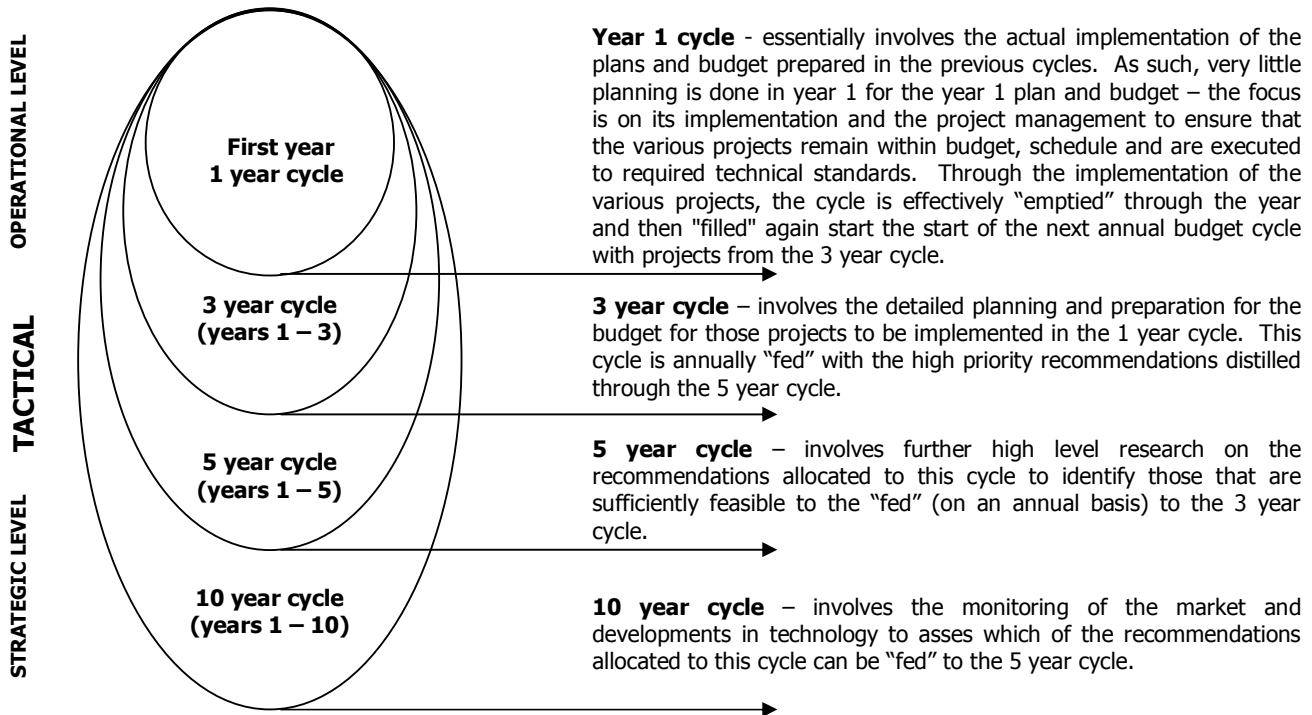 OPERATIONAL LEVEL
TACTICAL
STRATEGIC LEVEL
First year
1 year cycle
3 year cycle
(years 1 – 3)
5 year cycle
(years 1 – 5)
10 year cycle
(years 1 – 10)
Year 1 cycle - essentially involves the actual implementation of the
plans and budget prepared in the previous cycles. As such, very little
planning is done in year 1 for the year 1 plan and budget – the focus
is on its implementation and the project management to ensure that
the various projects remain within budget, schedule and are executed
to required technical standards. Through the implementation of the
various projects, the cycle is effectively “emptied” through the year
and then "filled" again start the start of the next annual budget cycle
with projects from the 3 year cycle.
3 year cycle – involves the detailed planning and preparation for the
budget for those projects to be implemented in the 1 year cycle. This
cycle is annually “fed” with the high priority recommendations distilled
through the 5 year cycle.
5 year cycle – involves further high level research on the
recommendations allocated to this cycle to identify those that are
sufficiently feasible to the “fed” (on an annual basis) to the 3 year
cycle.
10 year cycle – involves the monitoring of the market and
developments in technology to asses which of the recommendations
allocated to this cycle can be “fed” to the 5 year cycle.